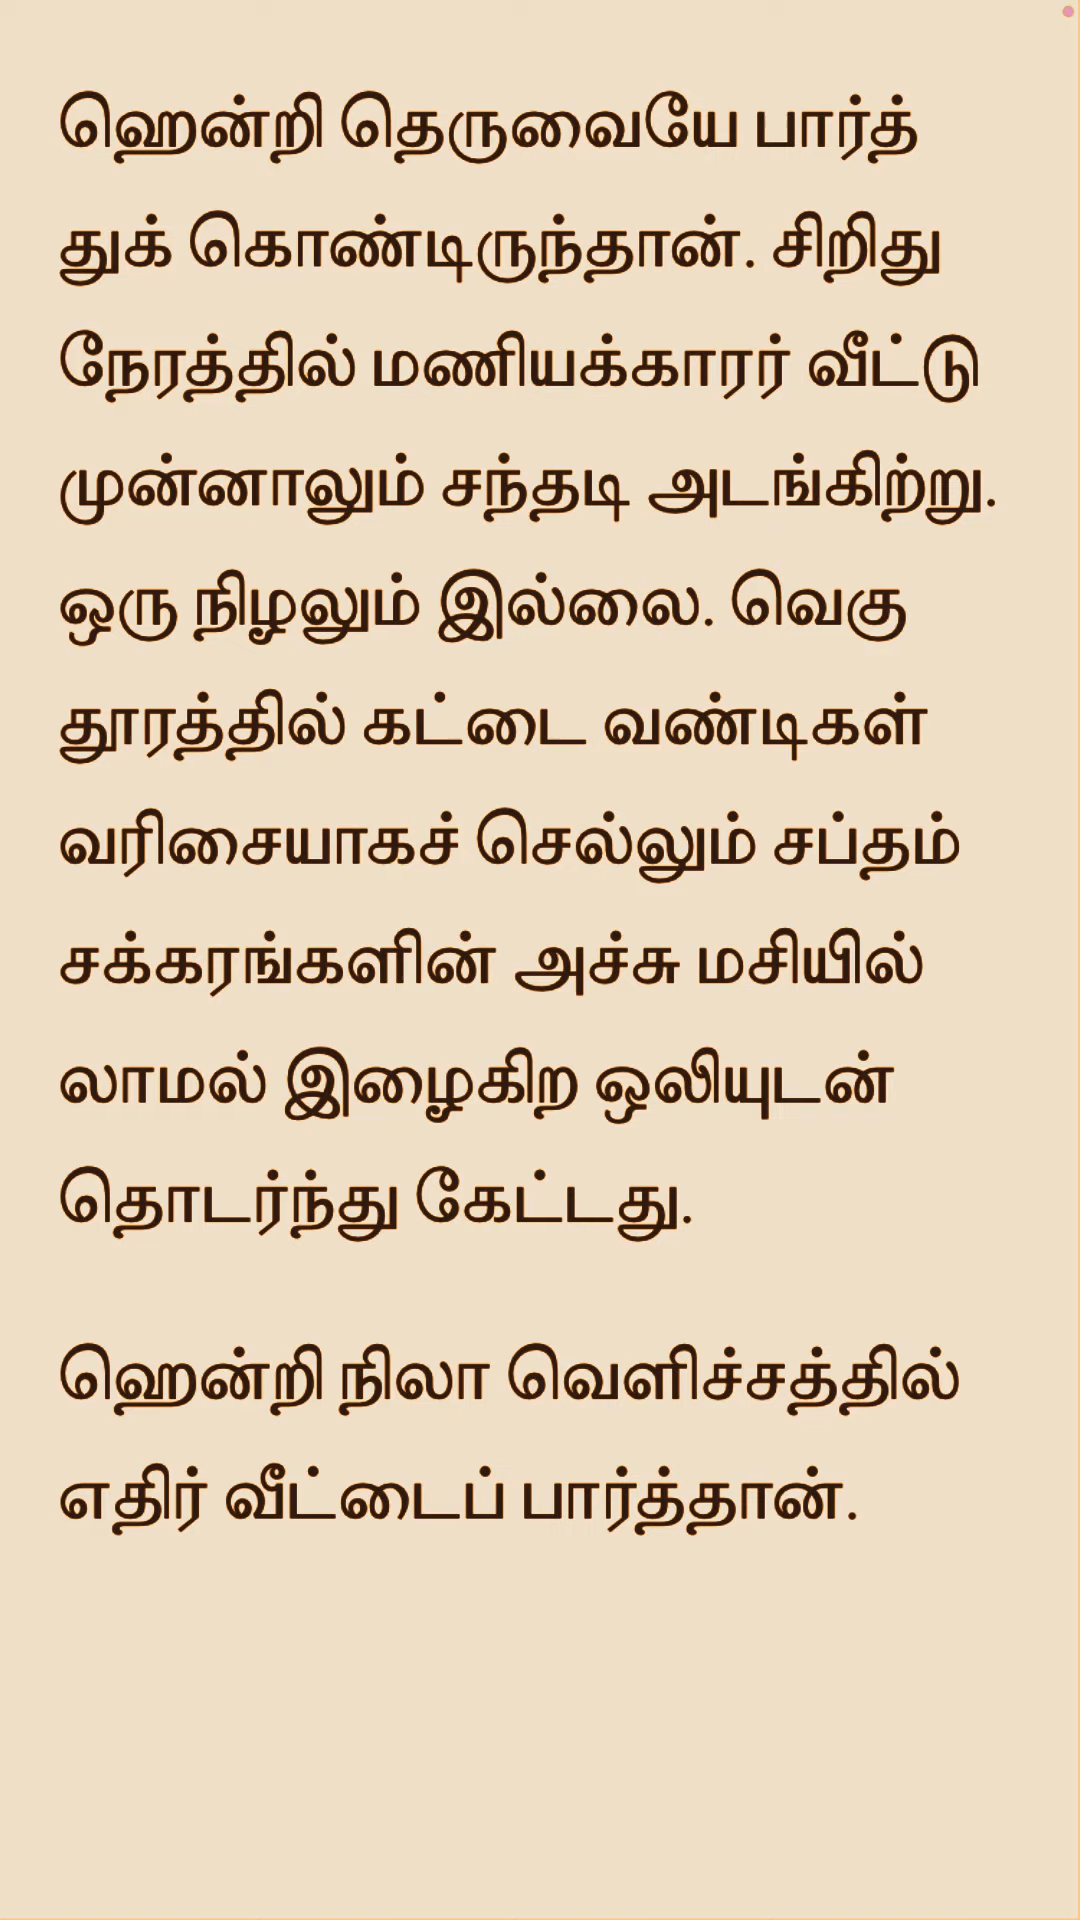 ஹென்றி தெருவையே பார்த்
துக் கொண்டிருந்தான். சிறிது
நேரத்தில் மணியக்காரர் வீட்டு
முன்னாலும் சந்தடி அடங்கிற்று.
ஒரு நிழலும் இல்லை. வெகு
தூரத்தில் கட்டை வண்டிகள்
வரிசையாகச் செல்லும் சப்தம்
சக்கரங்களின் அச்சு மசியில்
லாமல் இழைகிற ஒலியுடன்
தொடர்ந்து கேட்டது.
ஹென்றி நிலா வெளிச்சத்தில்
எதிர் வீட்டைப் பார்த்தான்.